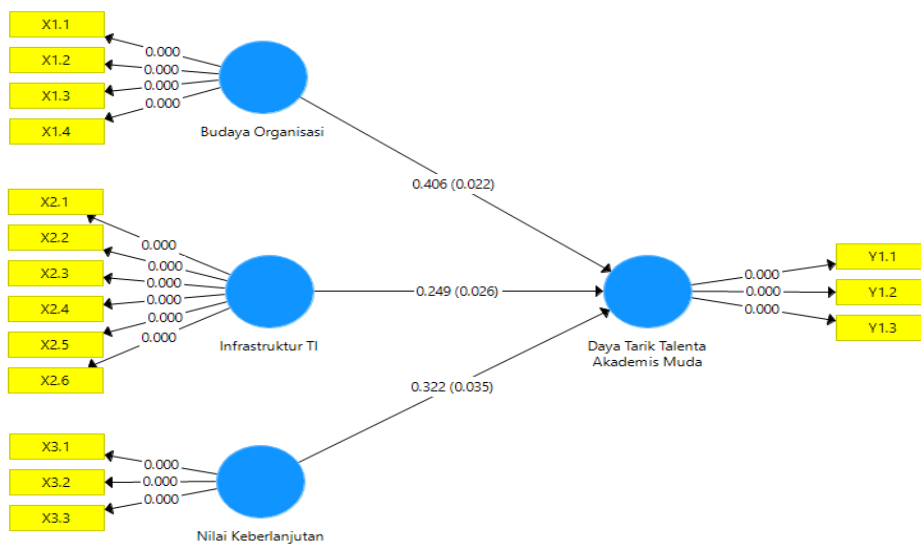 X1.1
0.000
X1.2
0.000
X1.3
0.000
X1.4
0.000
Budaya Organisasi
0.406 (0.022)
X2.1
0.000
X2.2
0.000
X2.3
0.000
X2.4
0.000
X2.5
0.000
X2.6
0.000
Infrastruktur TI
0.249 (0.026)
Y1.1
0.000
Y1.2
0.000
Y1.3
0.000
Daya Tarik Talenta
Akademis Muda
0.322 (0.035)
X3.1
0.000
X3.2
0.000
X3.3
0.000
Nilai Keberlanjutan